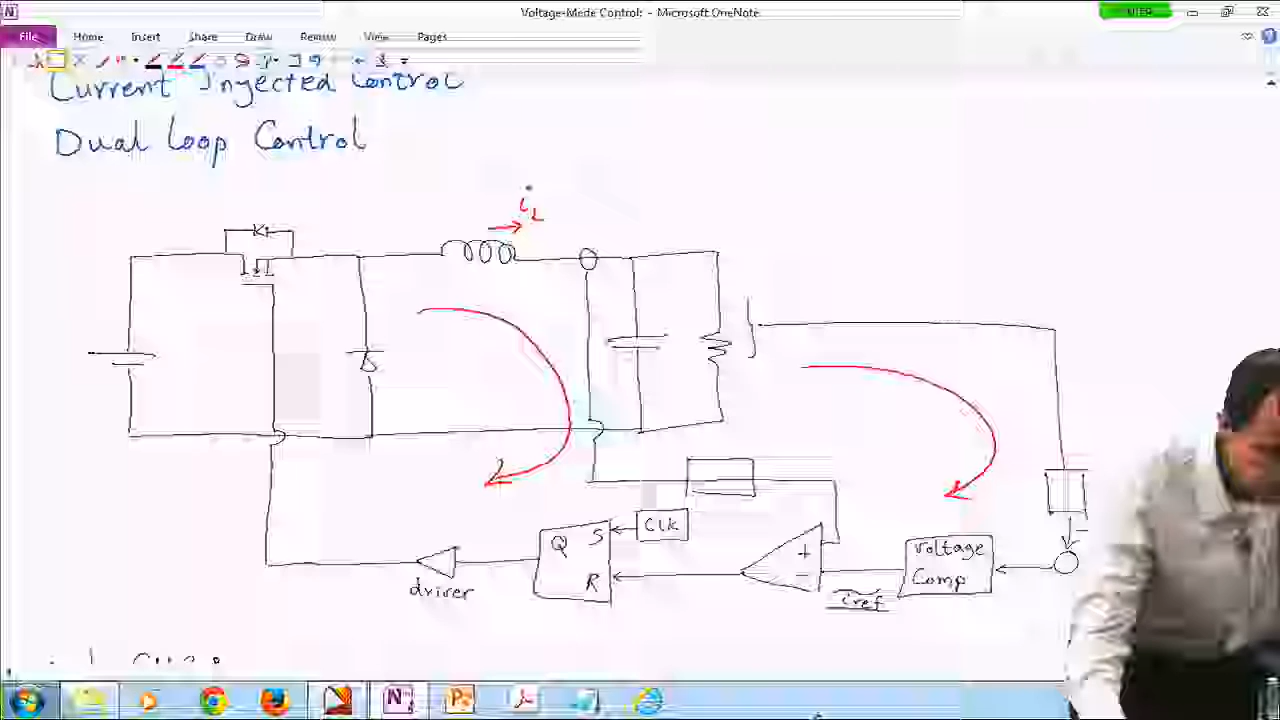 Voltage-Mode Control: - Microsoft OneNote
File Home Insert Share Draw Review View Pages
Current Injected Control
Dual Loop Control
iL
Q S CLK
R
driver
+
-
iref
Voltage
Comp
-